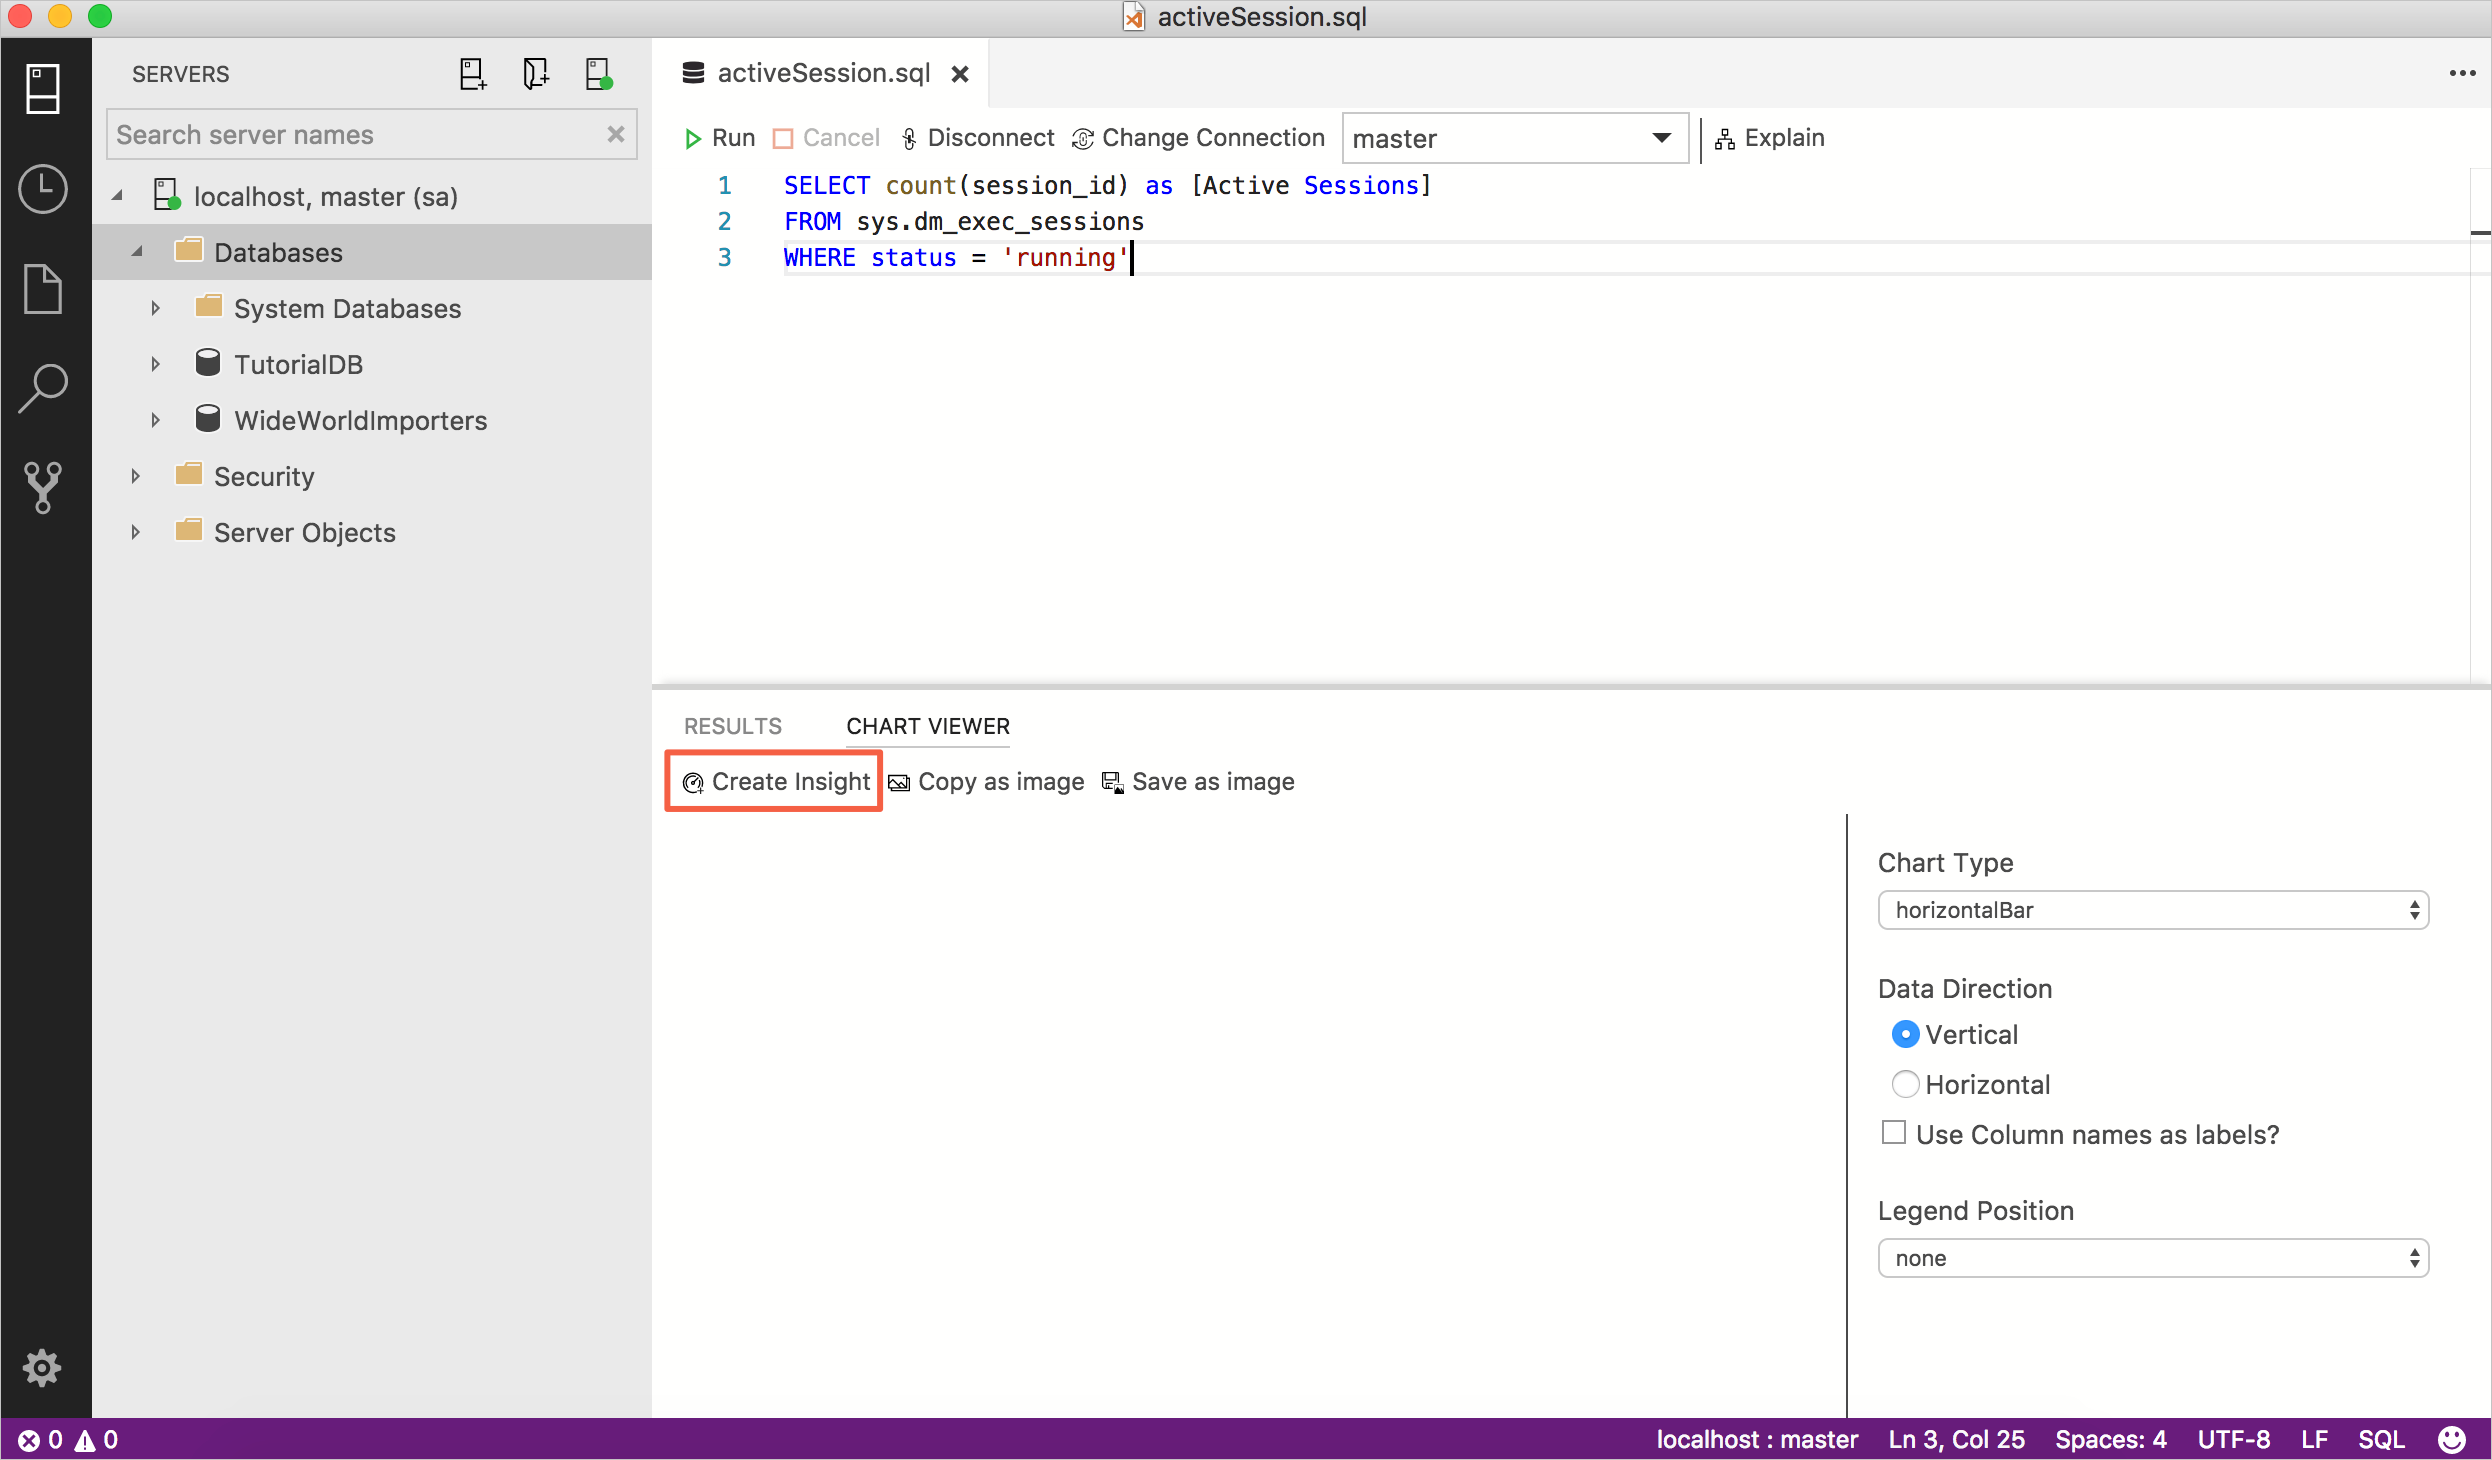 activeSession.sql
SERVERS
Search server names
localhost, master (sa)
Databases
System Databases
TutorialDB
WideWorldImporters
Security
Server Objects
activeSession.sql
Run Cancel Disconnect Change Connection master Explain
1 SELECT count(session_id) as [Active Sessions]
2 FROM sys.dm_exec_sessions
3 WHERE status = 'running'
RESULTS CHART VIEWER
Create Insight Copy as image Save as image
Chart Type
horizontalBar
Data Direction
Vertical
Horizontal
Use Column names as labels?
Legend Position
none
0 0 localhost : master Ln 3, Col 25 Spaces: 4 UTF-8 LF SQL